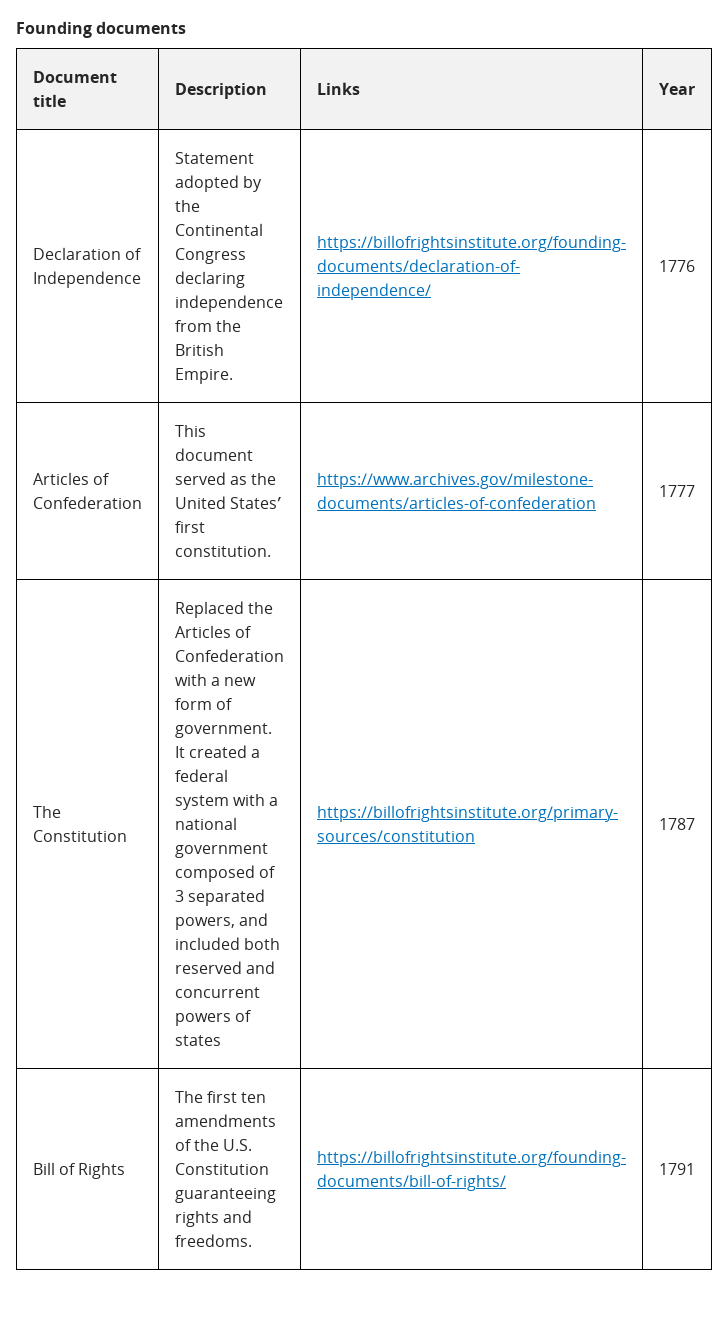 Founding documents
Document
title
Description
Links
Year
Declaration of
Independence
Statement
adopted by
the
Continental
Congress
declaring
independence
from the
British
Empire.
https://billofrightsinstitute.org/founding-
documents/declaration-of-
independence/
1776
Articles of
Confederation
This
document
served as the
United States’
first
constitution.
https://www.archives.gov/milestone-
documents/articles-of-confederation
1777
The
Constitution
Replaced the
Articles of
Confederation
with a new
form of
government.
It created a
federal
system with a
national
government
composed of
3 separated
powers, and
included both
reserved and
concurrent
powers of
states
https://billofrightsinstitute.org/primary-
sources/constitution
1787
Bill of Rights
The first ten
amendments
of the U.S.
Constitution
guaranteeing
rights and
freedoms.
https://billofrightsinstitute.org/founding-
documents/bill-of-rights/
1791